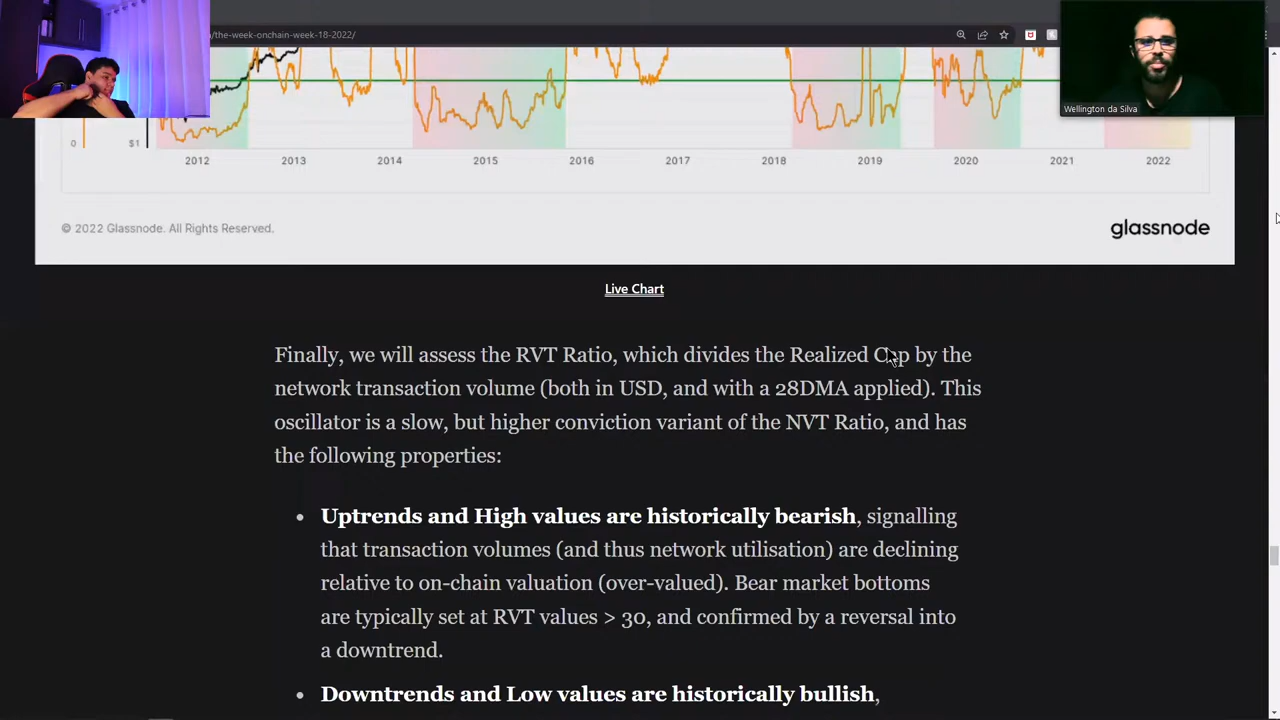 /the-week-onchain-week-18-2022/
Wellington da Silva
0
$1
2012 2013 2014 2015 2016 2017 2018 2019 2020 2021 2022
© 2022 Glassnode. All Rights Reserved.
glassnode
Live Chart
Finally, we will assess the RVT Ratio, which divides the Realized Cap by the
network transaction volume (both in USD, and with a 28DMA applied). This
oscillator is a slow, but higher conviction variant of the NVT Ratio, and has
the following properties:
• Uptrends and High values are historically bearish, signalling
that transaction volumes (and thus network utilisation) are declining
relative to on-chain valuation (over-valued). Bear market bottoms
are typically set at RVT values > 30, and confirmed by a reversal into
a downtrend.
• Downtrends and Low values are historically bullish,